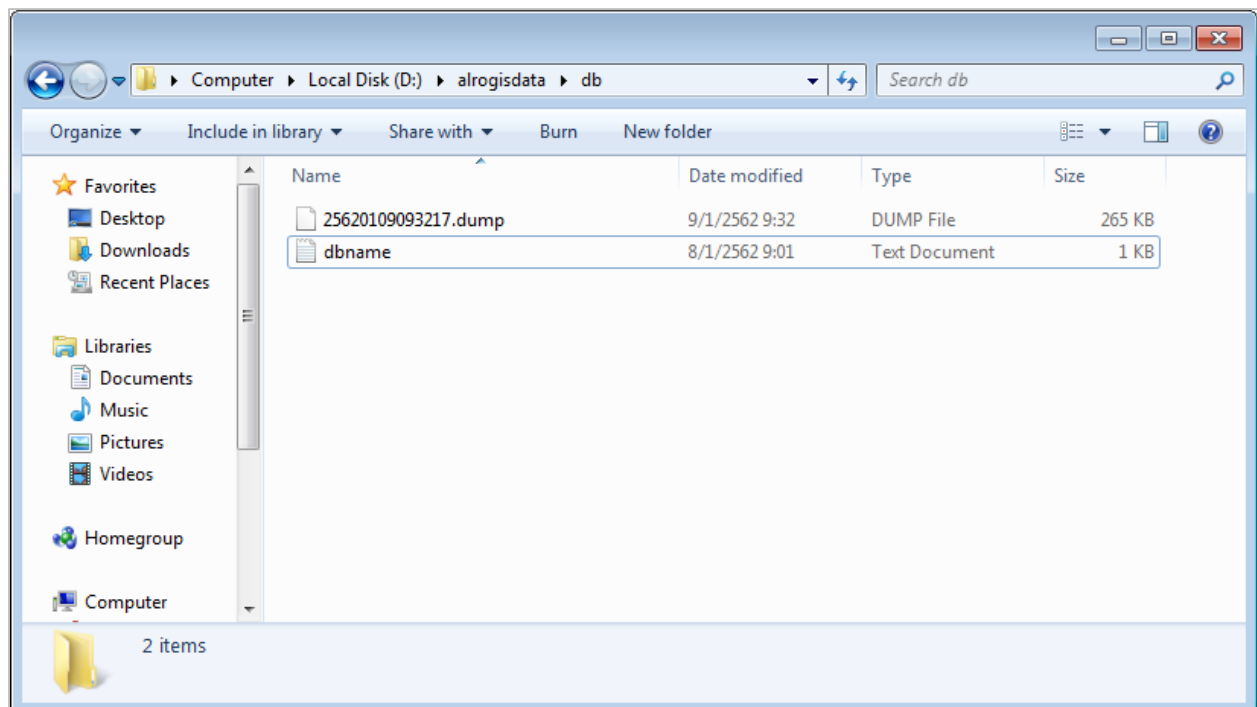 Computer Local Disk (D:) alrogisdata db Search db
Organize Include in library Share with Burn New folder
Favorites
Desktop
Downloads
Recent Places
Libraries
Documents
Music
Pictures
Videos
Homegroup
Computer
Name Date modified Type Size
25620109093217.dump 9/1/2562 9:32 DUMP File 265 KB
dbname 8/1/2562 9:01 Text Document 1 KB
2 items